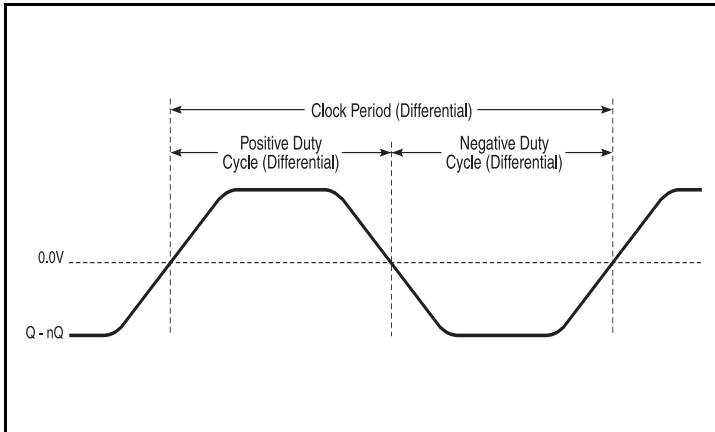 Clock Period (Differential)
Positive Duty
Cycle (Differential)
Negative Duty
Cycle (Differential)
0.0V
Q - nQ